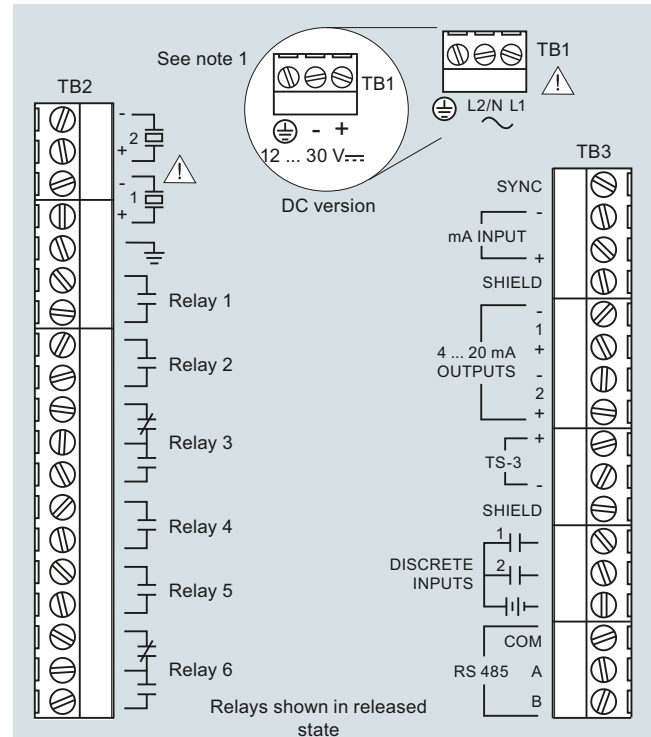 See note 1
TB1
- +
12 ... 30 V
DC version
TB1
L2/N L1
!
TB2
-
2
+
!
-
1
+
Relay 1
Relay 2
Relay 3
Relay 4
Relay 5
Relay 6
Relays shown in released
state
TB3
SYNC
-
mA INPUT
+
SHIELD
-
1
4 ... 20 mA
+
OUTPUTS
-
2
+
+
TS-3
-
SHIELD
1
DISCRETE
2
INPUTS
COM
RS 485 A
B